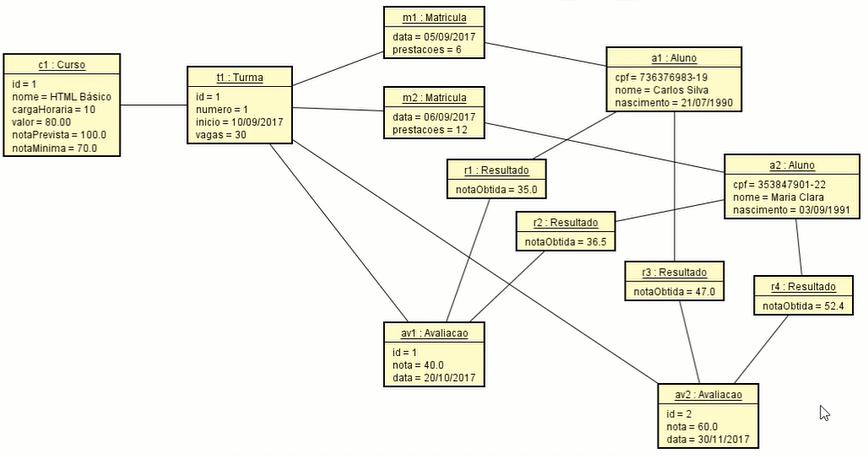 m1 : Matricula
data = 05/09/2017
prestacoes = 6
c1 : Curso
id = 1
nome = HTML Básico
cargaHoraria = 10
valor = 80.00
notaPrevista = 100.0
notaMinima = 70.0
t1 : Turma
id = 1
numero = 1
inicio = 10/09/2017
vagas = 30
a1 : Aluno
cpf = 736376983-19
nome = Carlos Silva
nascimento = 21/07/1990
m2 : Matricula
data = 06/09/2017
prestacoes = 12
r1 : Resultado
notaObtida = 35.0
a2 : Aluno
cpf = 353847901-22
nome = Maria Clara
nascimento = 03/09/1991
r2 : Resultado
notaObtida = 36.5
r3 : Resultado
notaObtida = 47.0
r4 : Resultado
notaObtida = 52.4
av1 : Avaliacao
id = 1
nota = 40.0
data = 20/10/2017
av2 : Avaliacao
id = 2
nota = 60.0
data = 30/11/2017